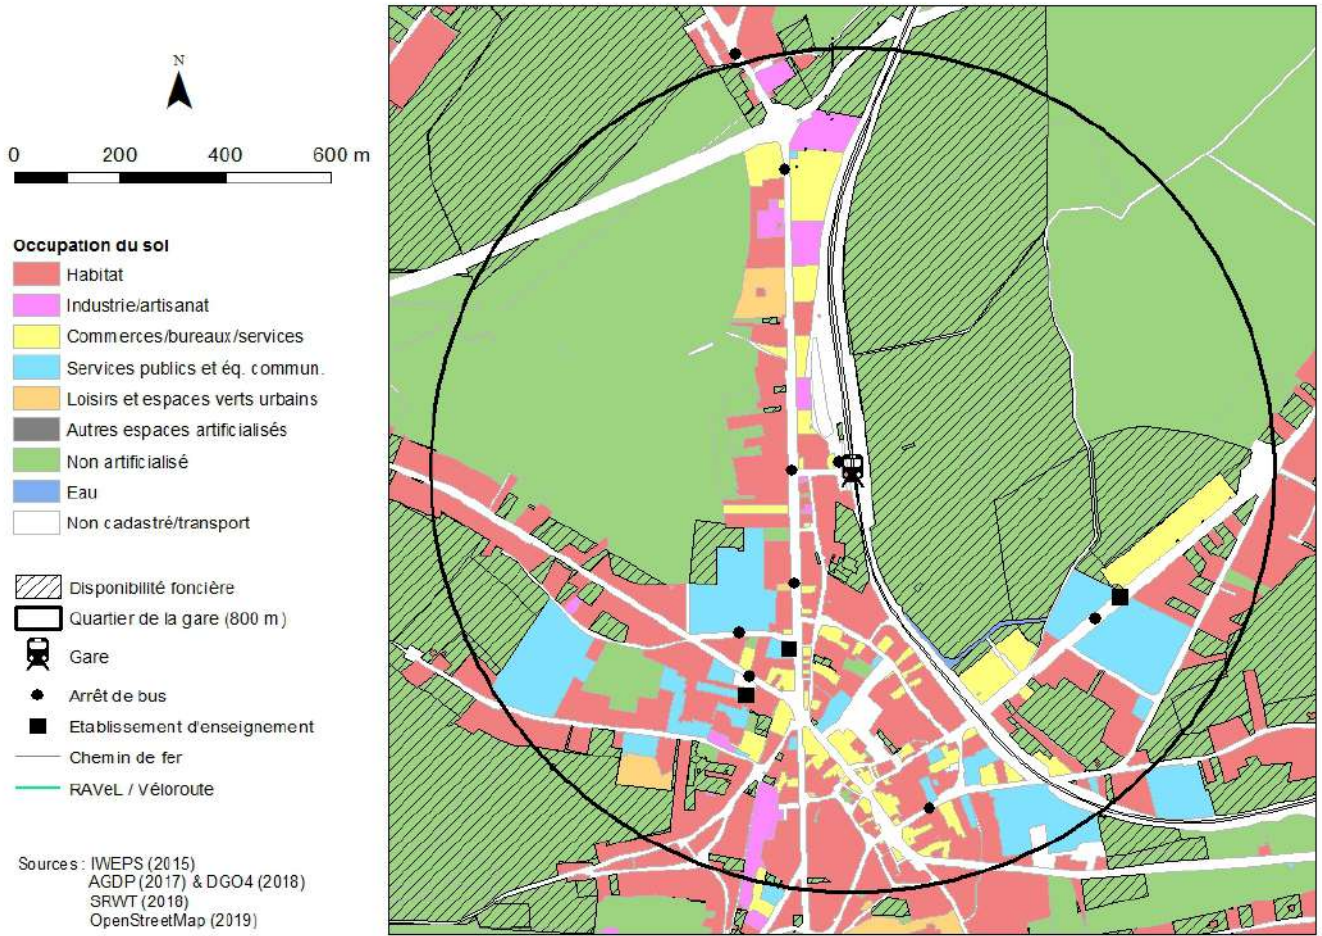 N
0 200 400 600 m
Occupation du sol
Habitat
Industrie/artisanat
Commerces/bureaux/services
Services publics et éq. commun.
Loisirs et espaces verts urbains
Autres espaces artificialisés
Non artificialisé
Eau
Non cadastré/transport
Disponibilité foncière
Quartier de la gare (800 m)
Gare
Arrêt de bus
Etablissement d'enseignement
Chemin de fer
RAVeL / Véloroute
Sources : IWEPS (2015)
AGDP (2017) & DGO4 (2018)
SRWT (2018)
OpenStreetMap (2019)